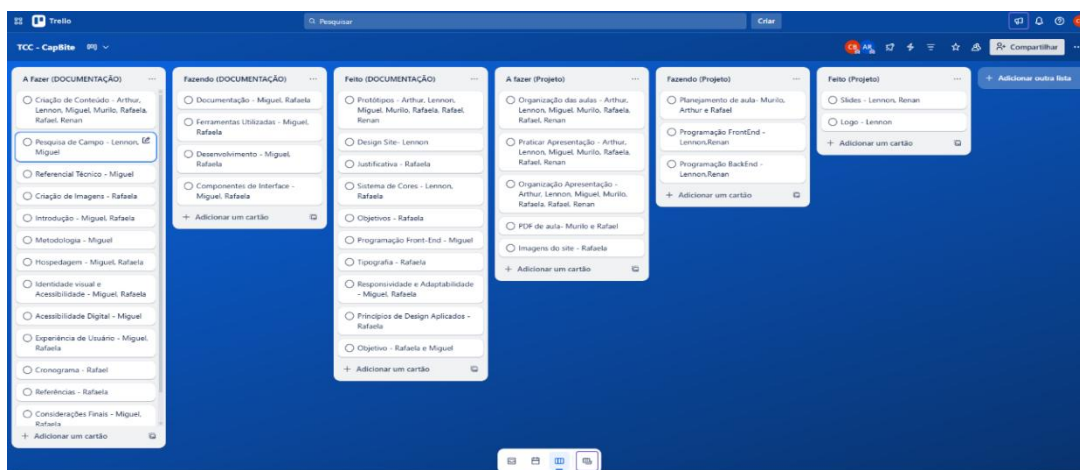 Trello
Pesquisar
Criar
TCC - CapBite
CB
AR
Compartilhar
A Fazer (DOCUMENTAÇÃO)
Criação de Conteúdo - Arthur,
Lennon, Miguel, Murilo, Rafaela,
Rafael, Renan
Pesquisa de Campo - Lennon,
Miguel
Referencial Técnico - Miguel
Criação de Imagens - Rafaela
Introdução - Miguel, Rafaela
Metodologia - Miguel
Hospedagem - Miguel, Rafaela
Identidade visual e
Acessibilidade - Miguel, Rafaela
Acessibilidade Digital - Miguel
Experiência de Usuário - Miguel,
Rafaela
Cronograma - Rafael
Referências - Rafaela
Considerações Finais - Miguel,
Rafaela
+ Adicionar um cartão
Fazendo (DOCUMENTAÇÃO)
Documentação - Miguel, Rafaela
Ferramentas Utilizadas - Miguel,
Rafaela
Desenvolvimento - Miguel,
Rafaela
Componentes de Interface -
Miguel, Rafaela
+ Adicionar um cartão
Feito (DOCUMENTAÇÃO)
Protótipos - Arthur, Lennon,
Miguel, Murilo, Rafaela, Rafael,
Renan
Design Site- Lennon
Justificativa - Rafaela
Sistema de Cores - Lennon,
Rafaela
Objetivos - Rafaela
Programação Front-End - Miguel
Tipografia - Rafaela
Responsividade e Adaptabilidade
- Miguel, Rafaela
Princípios de Design Aplicados -
Rafaela
Objetivo - Rafaela e Miguel
+ Adicionar um cartão
A fazer (Projeto)
Organização das aulas - Arthur,
Lennon, Miguel, Murilo, Rafaela,
Rafael, Renan
Praticar Apresentação - Arthur,
Lennon, Miguel, Murilo, Rafaela,
Rafael, Renan
Organização Apresentação -
Arthur, Lennon, Miguel, Murilo,
Rafaela, Rafael, Renan
PDF de aula- Murilo e Rafael
Imagens do site - Rafaela
+ Adicionar um cartão
Fazendo (Projeto)
Planejamento de aula- Murilo,
Arthur e Rafael
Programação FrontEnd -
Lennon,Renan
Programação BackEnd -
Lennon,Renan
+ Adicionar um cartão
Feito (Projeto)
Slides - Lennon, Renan
Logo - Lennon
+ Adicionar um cartão
+ Adicionar outra lista